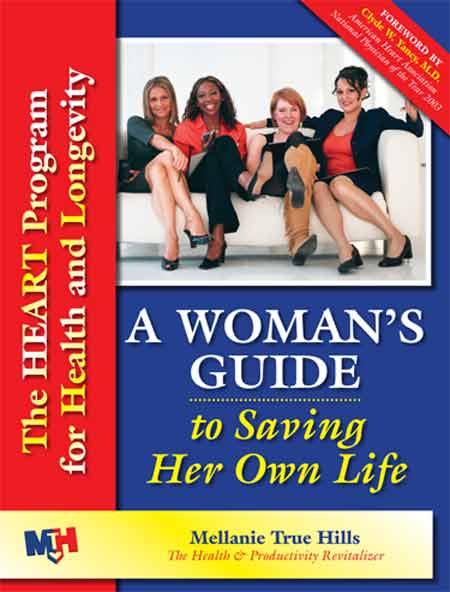 The HEART Program
for Health and Longevity
FOREWORD BY
Clyde W. Yancy, M.D.
American Heart Association
National Physician of the Year 2003
A WOMAN'S
GUIDE
to Saving
Her Own Life
MTH
Mellanie True Hills
The Health & Productivity Revitalizer